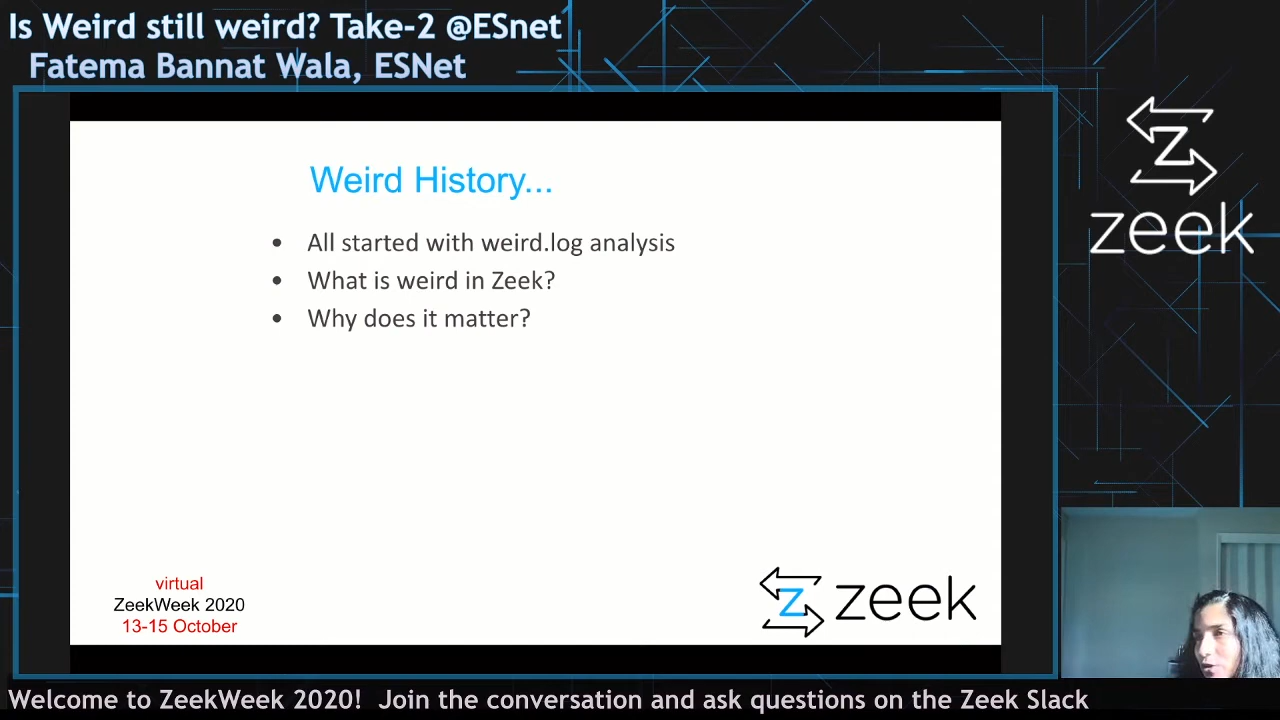 Is Weird still weird? Take-2 @ESnet
Fatema Bannat Wala, ESNet
Weird History...
• All started with weird.log analysis
• What is weird in Zeek?
• Why does it matter?
virtual
ZeekWeek 2020
13-15 October
z
zeek
z
zeek
Welcome to ZeekWeek 2020! Join the conversation and ask questions on the Zeek Slack